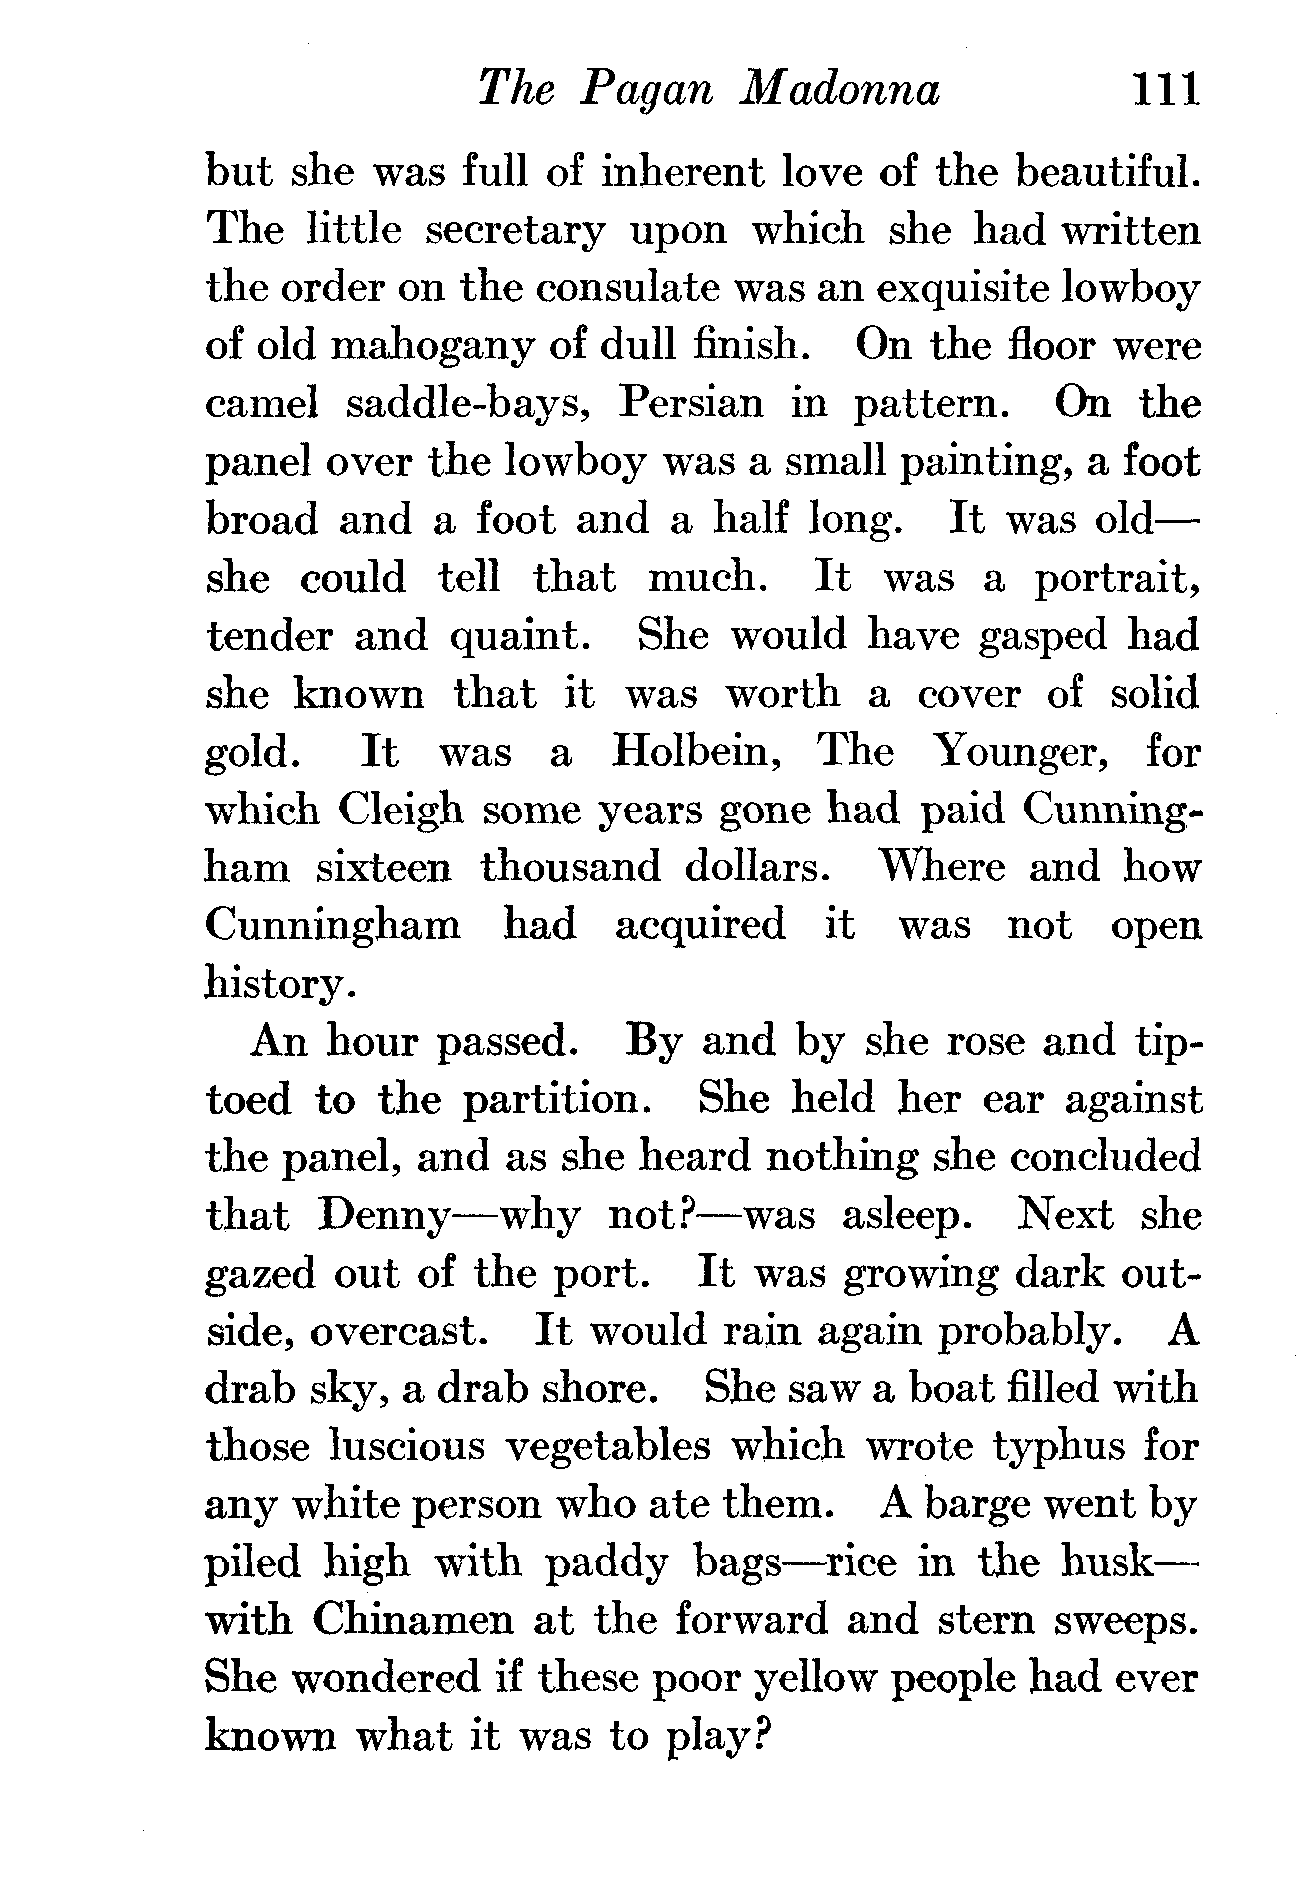 The Pagan Madonna 111
but she was full of inherent love of the beautiful.
The little secretary upon which she had written
the order on the consulate was an exquisite lowboy
of old mahogany of dull finish. On the floor were
camel saddle-bays, Persian in pattern. On the
panel over the lowboy was a small painting, a foot
broad and a foot and a half long. It was old—
she could tell that much. It was a portrait,
tender and quaint. She would have gasped had
she known that it was worth a cover of solid
gold. It was a Holbein, The Younger, for
which Cleigh some years gone had paid Cunning-
ham sixteen thousand dollars. Where and how
Cunningham had acquired it was not open
history.
An hour passed. By and by she rose and tip-
toed to the partition. She held her ear against
the panel, and as she heard nothing she concluded
that Denny—why not?—was asleep. Next she
gazed out of the port. It was growing dark out-
side, overcast. It would rain again probably. A
drab sky, a drab shore. She saw a boat filled with
those luscious vegetables which wrote typhus for
any white person who ate them. A barge went by
piled high with paddy bags—rice in the husk—
with Chinamen at the forward and stern sweeps.
She wondered if these poor yellow people had ever
known what it was to play?